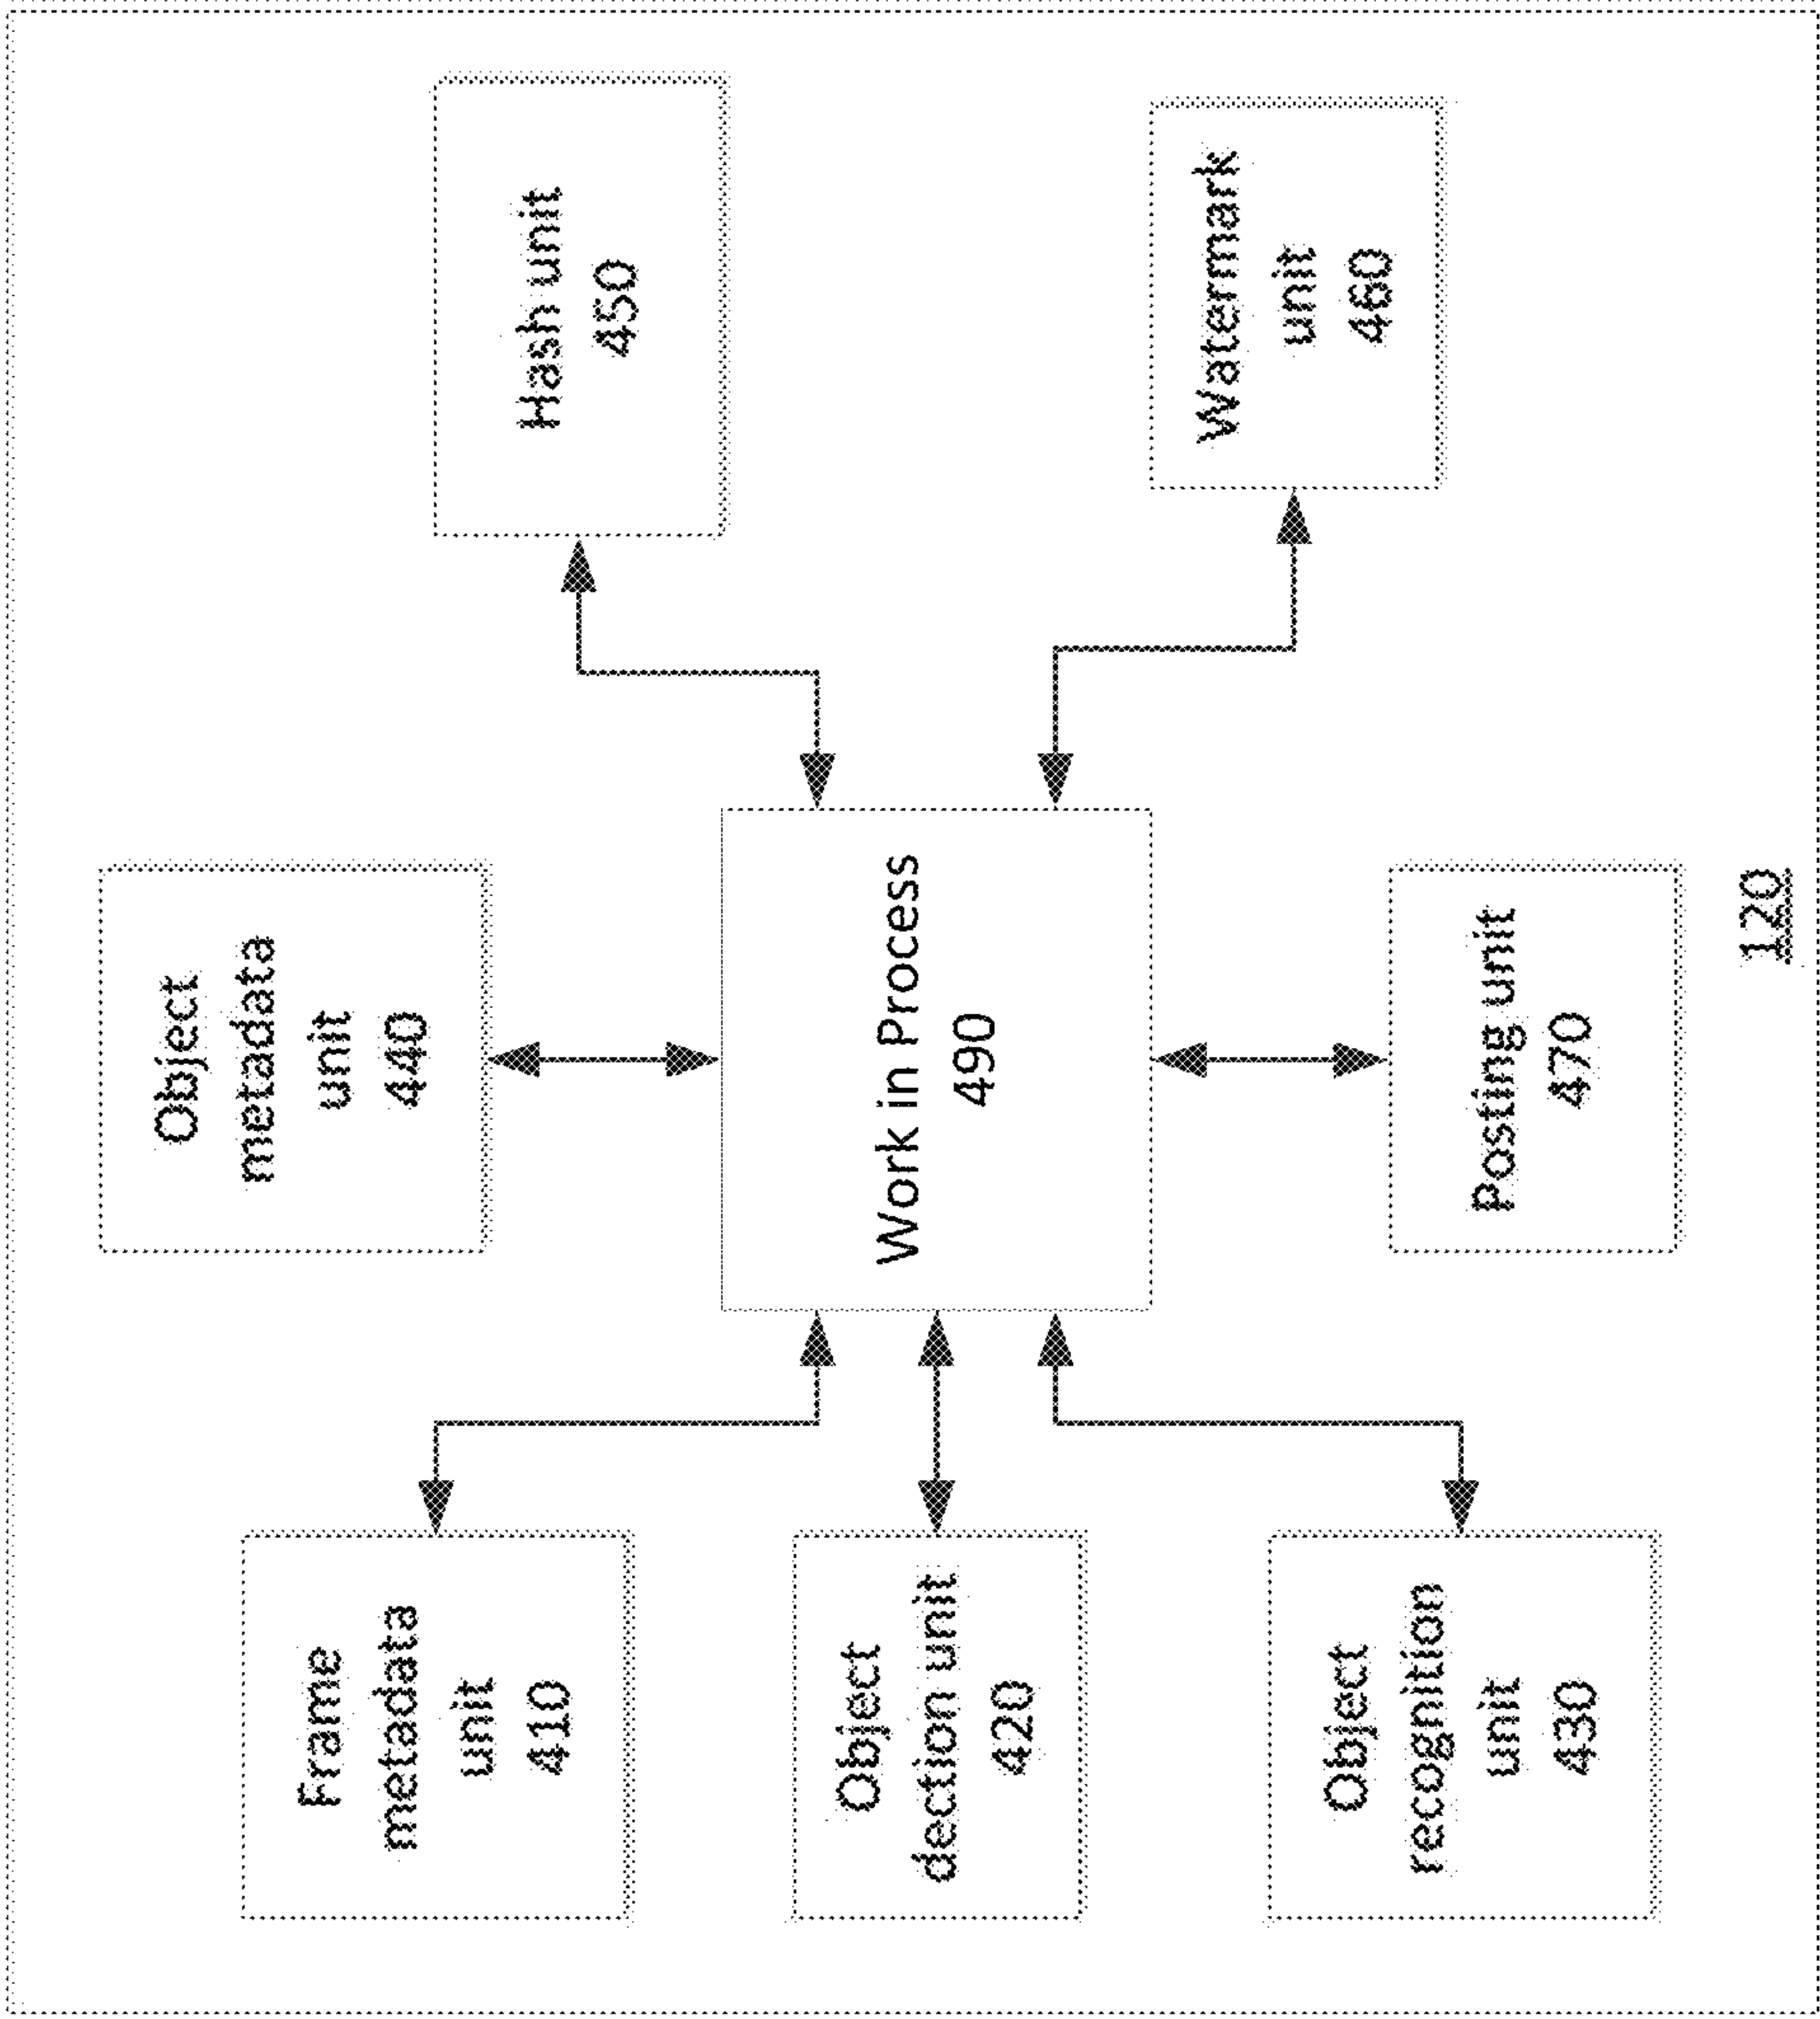 Object
metadata
unit
440
Frame
metadata
unit
410
Hash unit
450
Object
dection unit
420
Work in Process
490
Watermark
unit
460
Object
recognition
unit
430
Posting unit
470
120